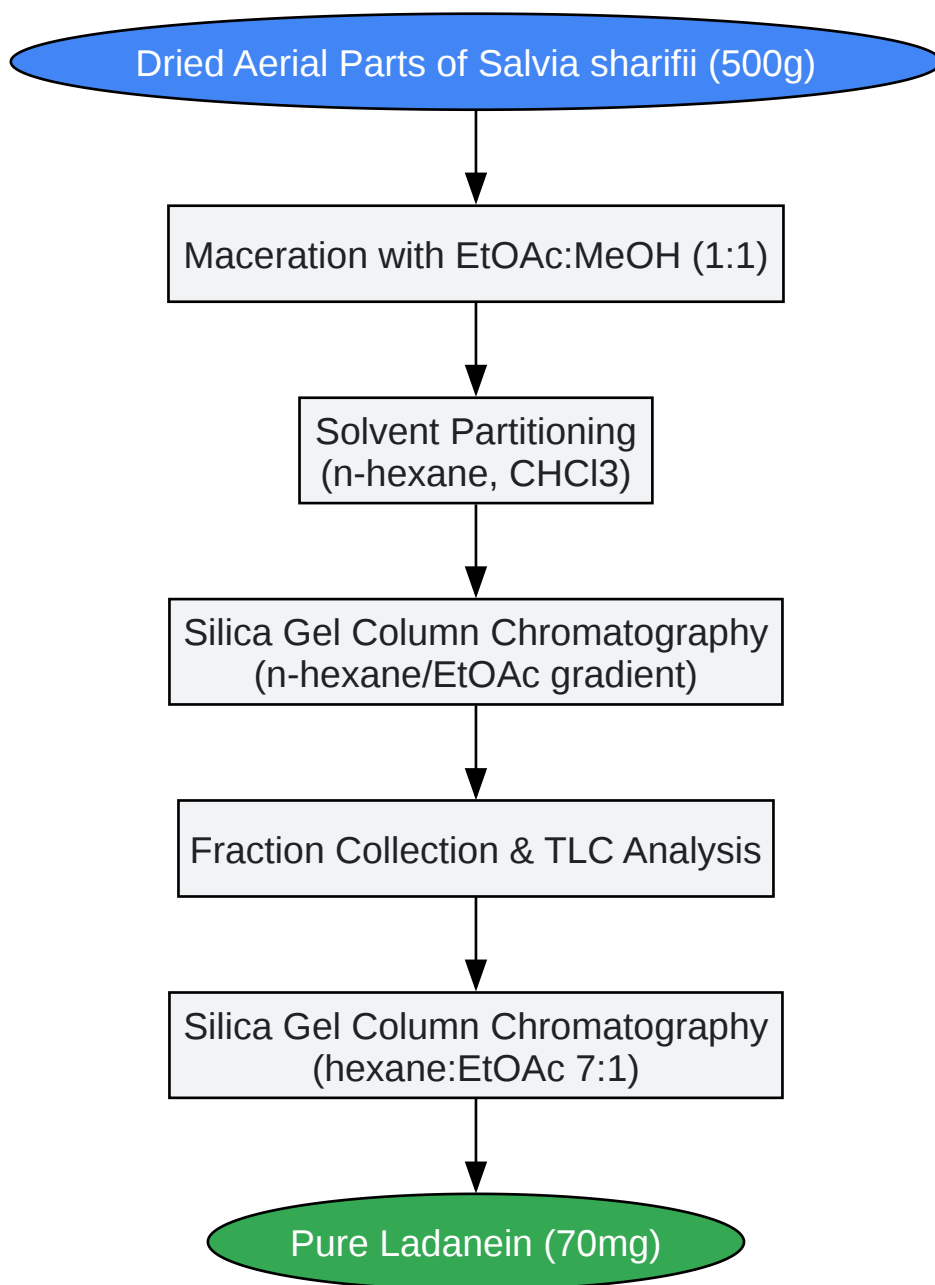 Dried Aerial Parts of Salvia sharifii (500g)
Maceration with EtOAc:MeOH (1:1)
Solvent Partitioning
(n-hexane, CHCl3)
Silica Gel Column Chromatography
(n-hexane/EtOAc gradient)
Fraction Collection & TLC Analysis
Silica Gel Column Chromatography
(hexane:EtOAc 7:1)
Pure Ladanein (70mg)